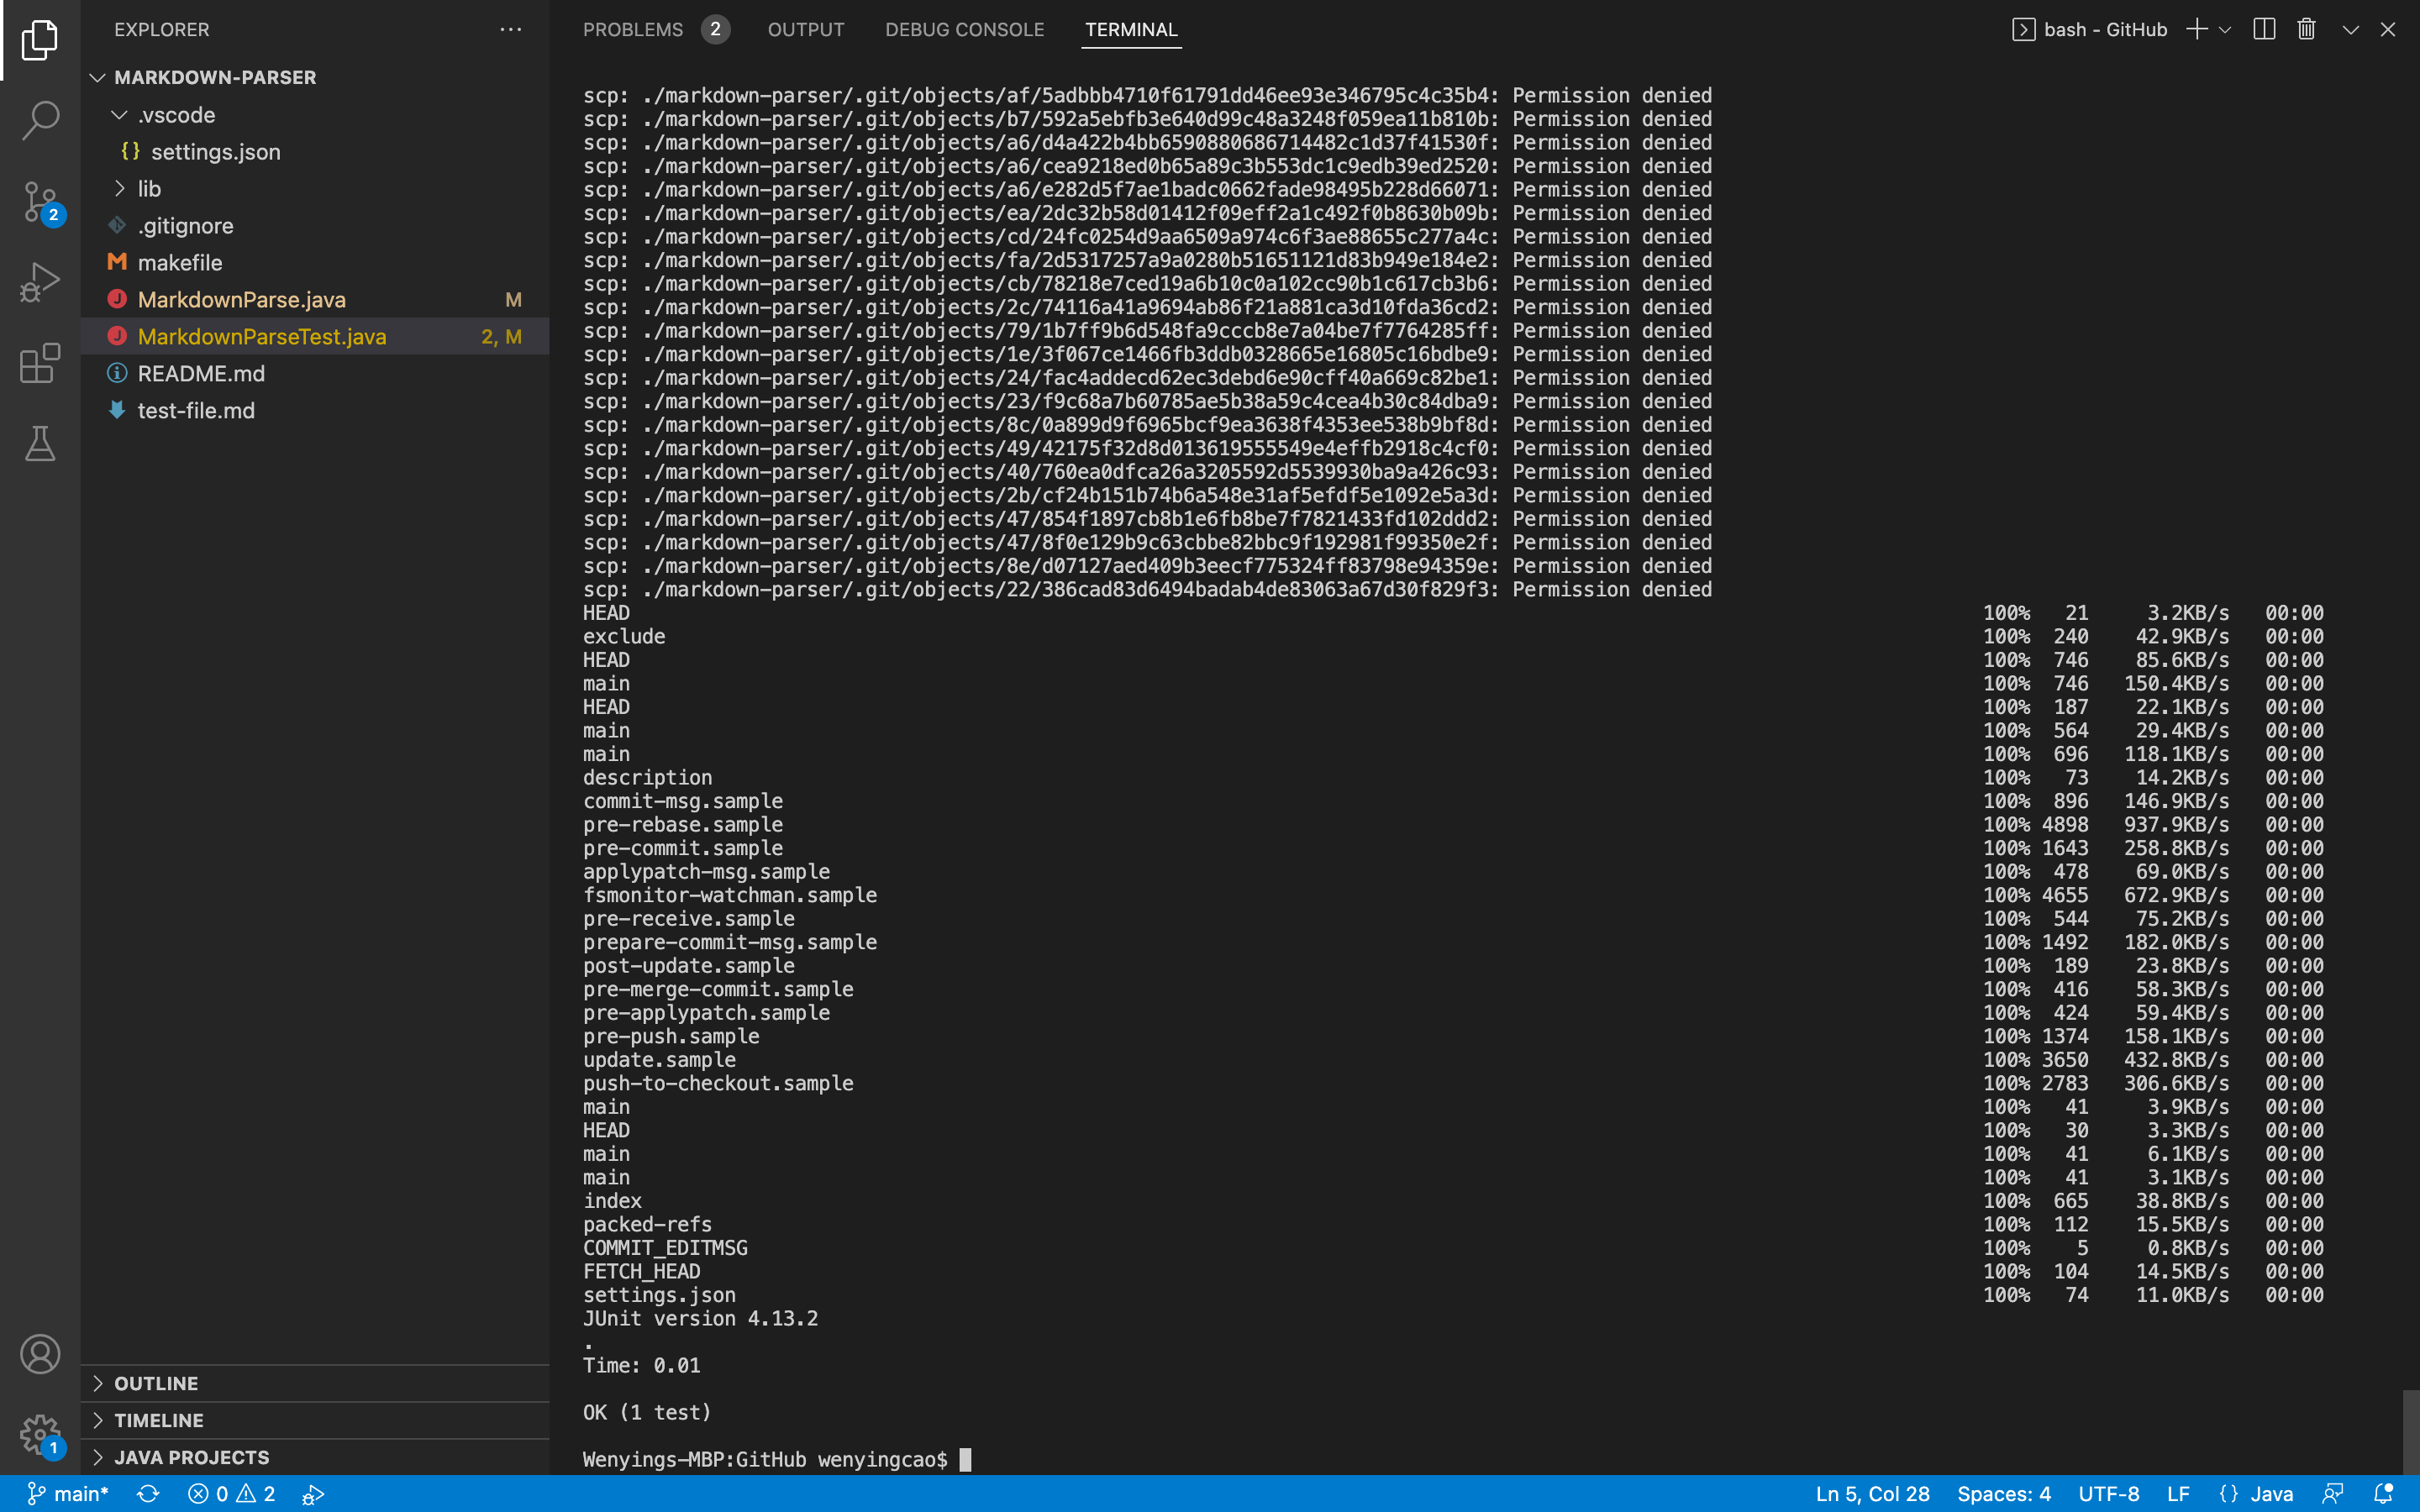 EXPLORER
MARKDOWN-PARSER
.vscode
{} settings.json
lib
.gitignore
M makefile
J MarkdownParse.java M
J MarkdownParseTest.java 2, M
README.md
test-file.md
OUTLINE
TIMELINE
JAVA PROJECTS
2
1
PROBLEMS 2 OUTPUT DEBUG CONSOLE TERMINAL
bash - GitHub
scp: ./markdown-parser/.git/objects/af/5adbbb4710f61791dd46ee93e346795c4c35b4: Permission denied
scp: ./markdown-parser/.git/objects/b7/592a5ebfb3e640d99c48a3248f059ea11b810b: Permission denied
scp: ./markdown-parser/.git/objects/a6/d4a422b4bb6590880686714482c1d37f41530f: Permission denied
scp: ./markdown-parser/.git/objects/a6/cea9218ed0b65a89c3b553dc1c9edb39ed2520: Permission denied
scp: ./markdown-parser/.git/objects/a6/e282d5f7ae1badc0662fade98495b228d66071: Permission denied
scp: ./markdown-parser/.git/objects/ea/2dc32b58d01412f09eff2a1c492f0b8630b09b: Permission denied
scp: ./markdown-parser/.git/objects/cd/24fc0254d9aa6509a974c6f3ae88655c277a4c: Permission denied
scp: ./markdown-parser/.git/objects/fa/2d5317257a9a0280b51651121d83b949e184e2: Permission denied
scp: ./markdown-parser/.git/objects/cb/78218e7ced19a6b10c0a102cc90b1c617cb3b6: Permission denied
scp: ./markdown-parser/.git/objects/2c/74116a41a9694ab86f21a881ca3d10fda36cd2: Permission denied
scp: ./markdown-parser/.git/objects/79/1b7ff9b6d548fa9cccb8e7a04be7f7764285ff: Permission denied
scp: ./markdown-parser/.git/objects/1e/3f067ce1466fb3ddb0328665e16805c16bdbe9: Permission denied
scp: ./markdown-parser/.git/objects/24/fac4addecd62ec3debd6e90cff40a669c82be1: Permission denied
scp: ./markdown-parser/.git/objects/23/f9c68a7b60785ae5b38a59c4cea4b30c84dba9: Permission denied
scp: ./markdown-parser/.git/objects/8c/0a899d9f6965bcf9ea3638f4353ee538b9bf8d: Permission denied
scp: ./markdown-parser/.git/objects/49/42175f32d8d013619555549e4effb2918c4cf0: Permission denied
scp: ./markdown-parser/.git/objects/40/760ea0dfca26a3205592d5539930ba9a426c93: Permission denied
scp: ./markdown-parser/.git/objects/2b/cf24b151b74b6a548e31af5efdf5e1092e5a3d: Permission denied
scp: ./markdown-parser/.git/objects/47/854f1897cb8b1e6fb8be7f7821433fd102ddd2: Permission denied
scp: ./markdown-parser/.git/objects/47/8f0e129b9c63cbbe82bbc9f192981f99350e2f: Permission denied
scp: ./markdown-parser/.git/objects/8e/d07127aed409b3eecf775324ff83798e94359e: Permission denied
scp: ./markdown-parser/.git/objects/22/386cad83d6494badab4de83063a67d30f829f3: Permission denied
HEAD 100% 21 3.2KB/s 00:00
exclude 100% 240 42.9KB/s 00:00
HEAD 100% 746 85.6KB/s 00:00
main 100% 746 150.4KB/s 00:00
HEAD 100% 187 22.1KB/s 00:00
main 100% 564 29.4KB/s 00:00
main 100% 696 118.1KB/s 00:00
description 100% 73 14.2KB/s 00:00
commit-msg.sample 100% 896 146.9KB/s 00:00
pre-rebase.sample 100% 4898 937.9KB/s 00:00
pre-commit.sample 100% 1643 258.8KB/s 00:00
applypatch-msg.sample 100% 478 69.0KB/s 00:00
fsmonitor-watchman.sample 100% 4655 672.9KB/s 00:00
pre-receive.sample 100% 544 75.2KB/s 00:00
prepare-commit-msg.sample 100% 1492 182.0KB/s 00:00
post-update.sample 100% 189 23.8KB/s 00:00
pre-merge-commit.sample 100% 416 58.3KB/s 00:00
pre-applypatch.sample 100% 424 59.4KB/s 00:00
pre-push.sample 100% 1374 158.1KB/s 00:00
update.sample 100% 3650 432.8KB/s 00:00
push-to-checkout.sample 100% 2783 306.6KB/s 00:00
main 100% 41 3.9KB/s 00:00
HEAD 100% 30 3.3KB/s 00:00
main 100% 41 6.1KB/s 00:00
main 100% 41 3.1KB/s 00:00
index 100% 665 38.8KB/s 00:00
packed-refs 100% 112 15.5KB/s 00:00
COMMIT_EDITMSG 100% 5 0.8KB/s 00:00
FETCH_HEAD 100% 104 14.5KB/s 00:00
settings.json 100% 74 11.0KB/s 00:00
JUnit version 4.13.2
.
Time: 0.01
OK (1 test)
Wenyings-MBP:GitHub wenyingcao$
main* 0 2 Ln 5, Col 28 Spaces: 4 UTF-8 LF {} Java